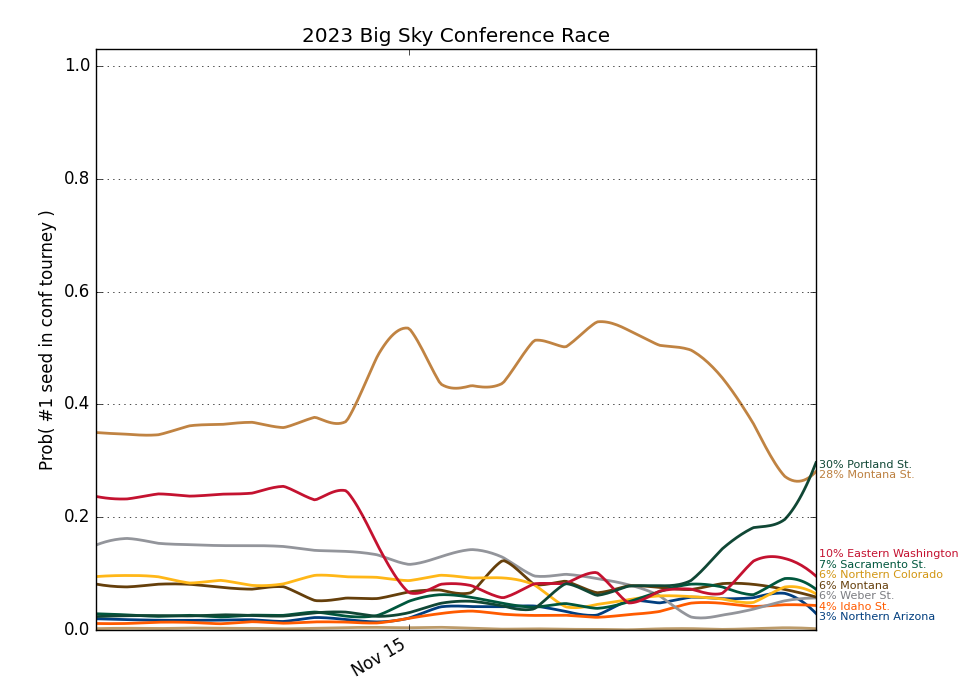 2023 Big Sky Conference Race
Prob( #1 seed in conf tourney )
1.0
0.8
0.6
0.4
0.2
0.0
Nov 15
30% Portland St.
28% Montana St.
10% Eastern Washington
7% Sacramento St.
6% Northern Colorado
6% Montana
6% Weber St.
4% Idaho St.
3% Northern Arizona